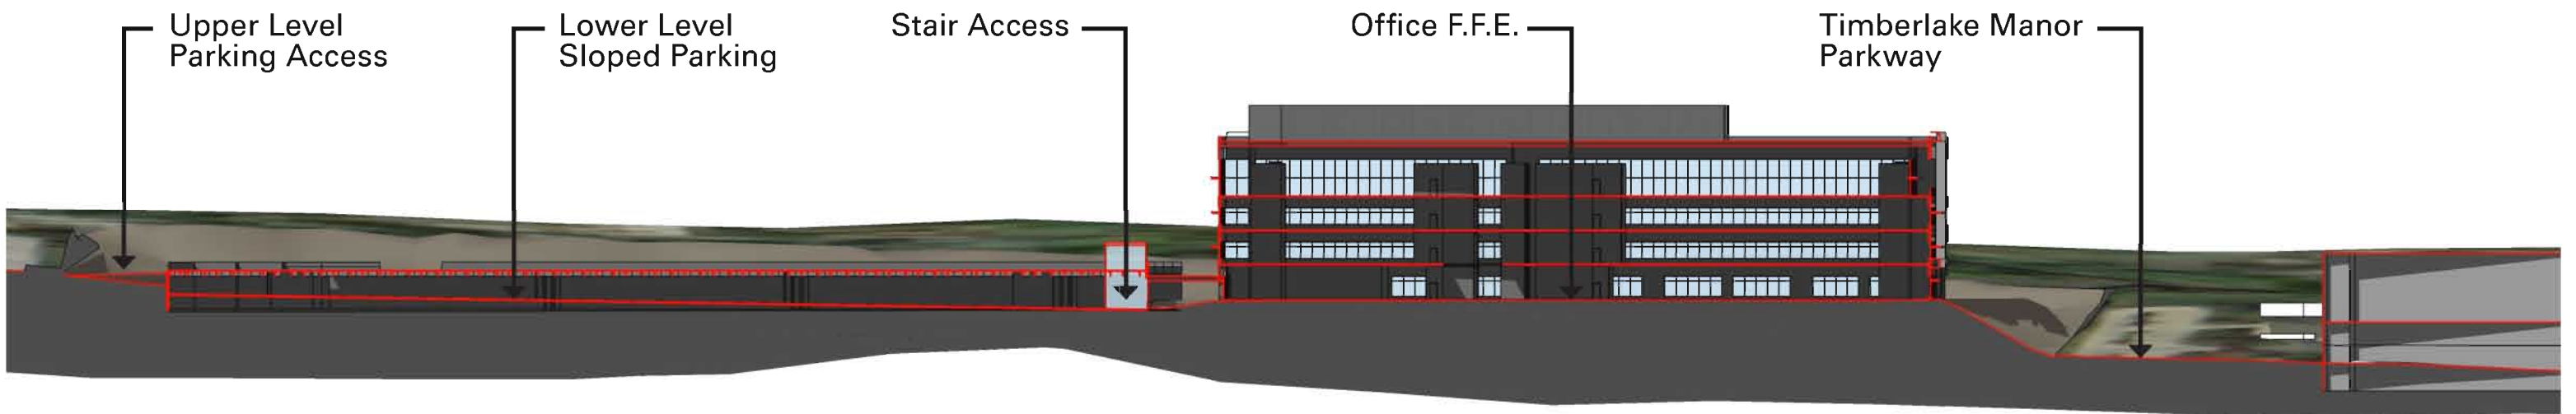 Upper Level
Parking Access
Lower Level
Sloped Parking
Stair Access
Office F.F.E.
Timberlake Manor
Parkway